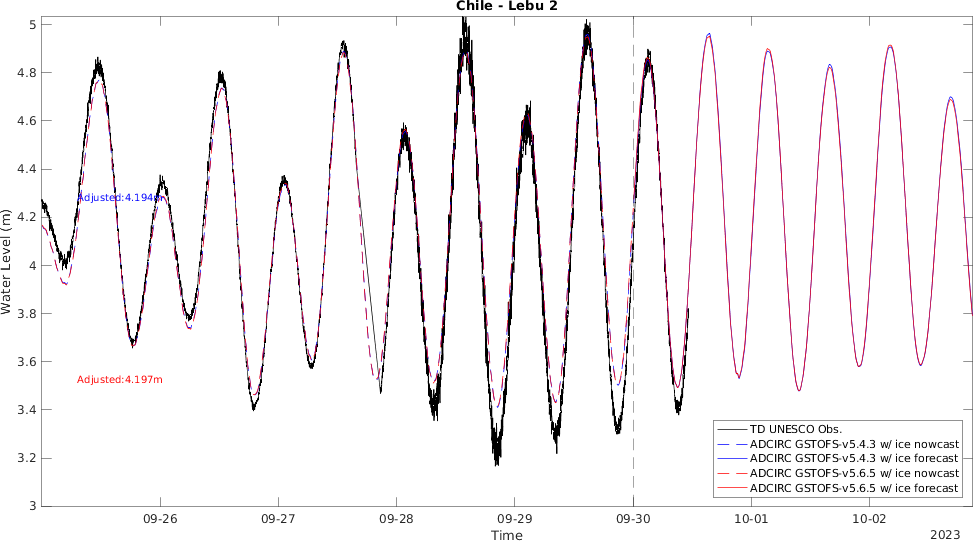 Chile - Lebu 2
5
4.8
4.6
4.4
4.2
4
3.8
3.6
3.4
3.2
3
Water Level (m)
Adjusted:4.194m
Adjusted:4.197m
TD UNESCO Obs.
ADCIRC GSTOFS-v5.4.3 w/ ice nowcast
ADCIRC GSTOFS-v5.4.3 w/ ice forecast
ADCIRC GSTOFS-v5.6.5 w/ ice nowcast
ADCIRC GSTOFS-v5.6.5 w/ ice forecast
09-26 09-27 09-28 09-29 09-30 10-01 10-02
Time
2023